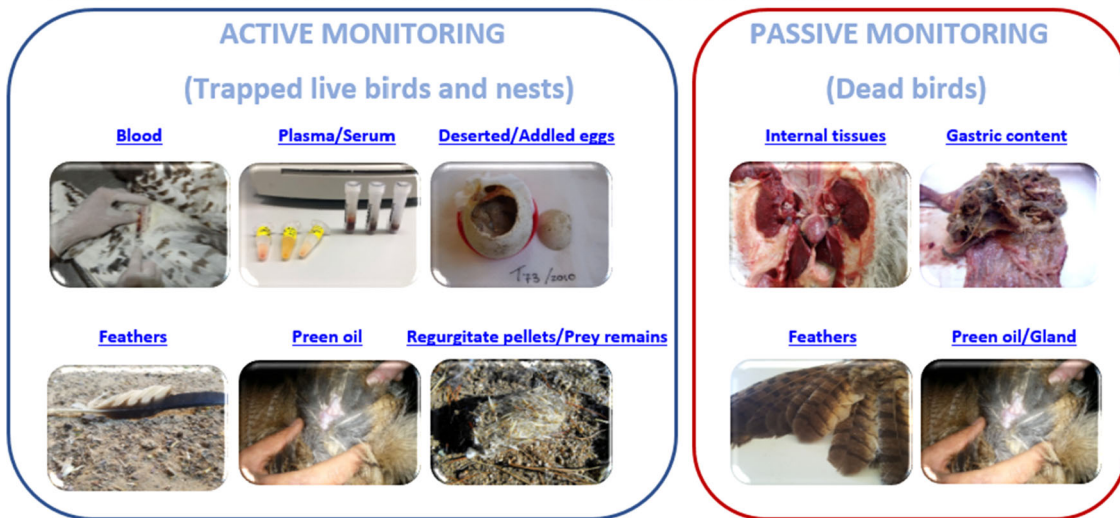 ACTIVE MONITORING
(Trapped live birds and nests)
Blood
Plasma/Serum
Deserted/Addled eggs
T73/2010
Feathers
Preen oil
Regurgitate pellets/Prey remains
PASSIVE MONITORING
(Dead birds)
Internal tissues
Gastric content
Feathers
Preen oil/Gland